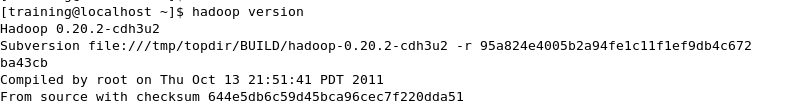 [training@localhost ~]$ hadoop version
Hadoop 0.20.2-cdh3u2
Subversion file:///tmp/topdir/BUILD/hadoop-0.20.2-cdh3u2 -r 95a824e4005b2a94fe1c11f1ef9db4c672
ba43cb
Compiled by root on Thu Oct 13 21:51:41 PDT 2011
From source with checksum 644e5db6c59d45bca96cec7f220dda51